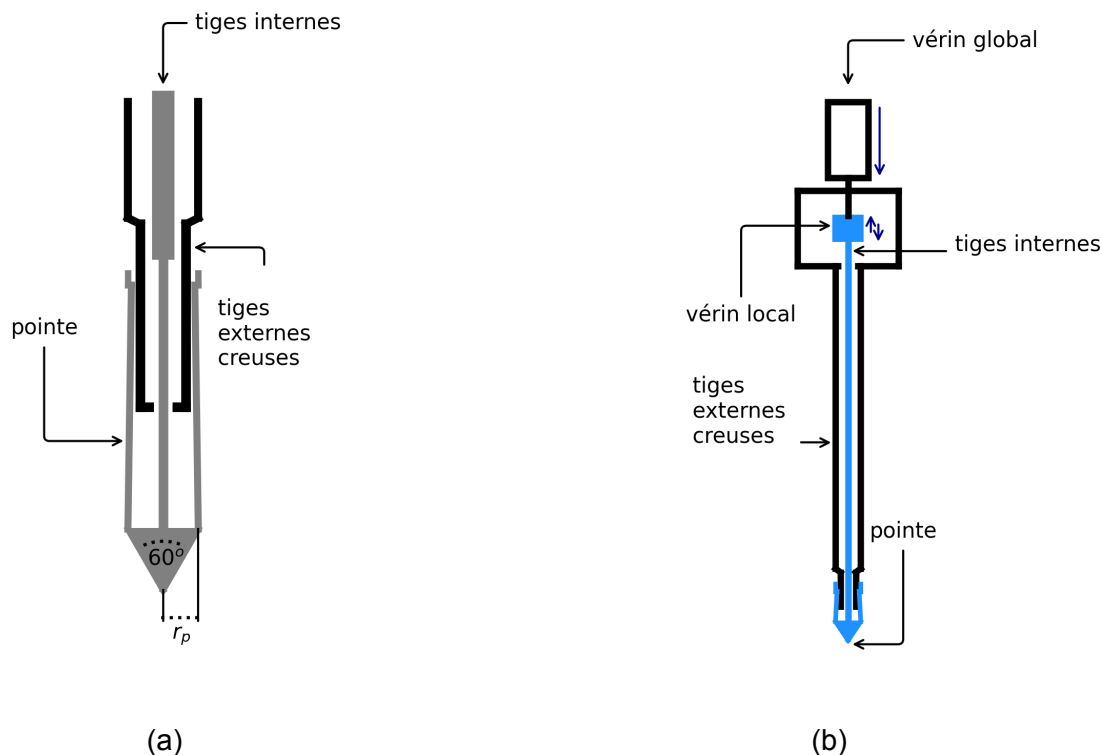 tiges internes
tiges
externes
creuses
pointe
60°
r_p
(a)
vérin global
tiges internes
vérin local
tiges
externes
creuses
pointe
(b)